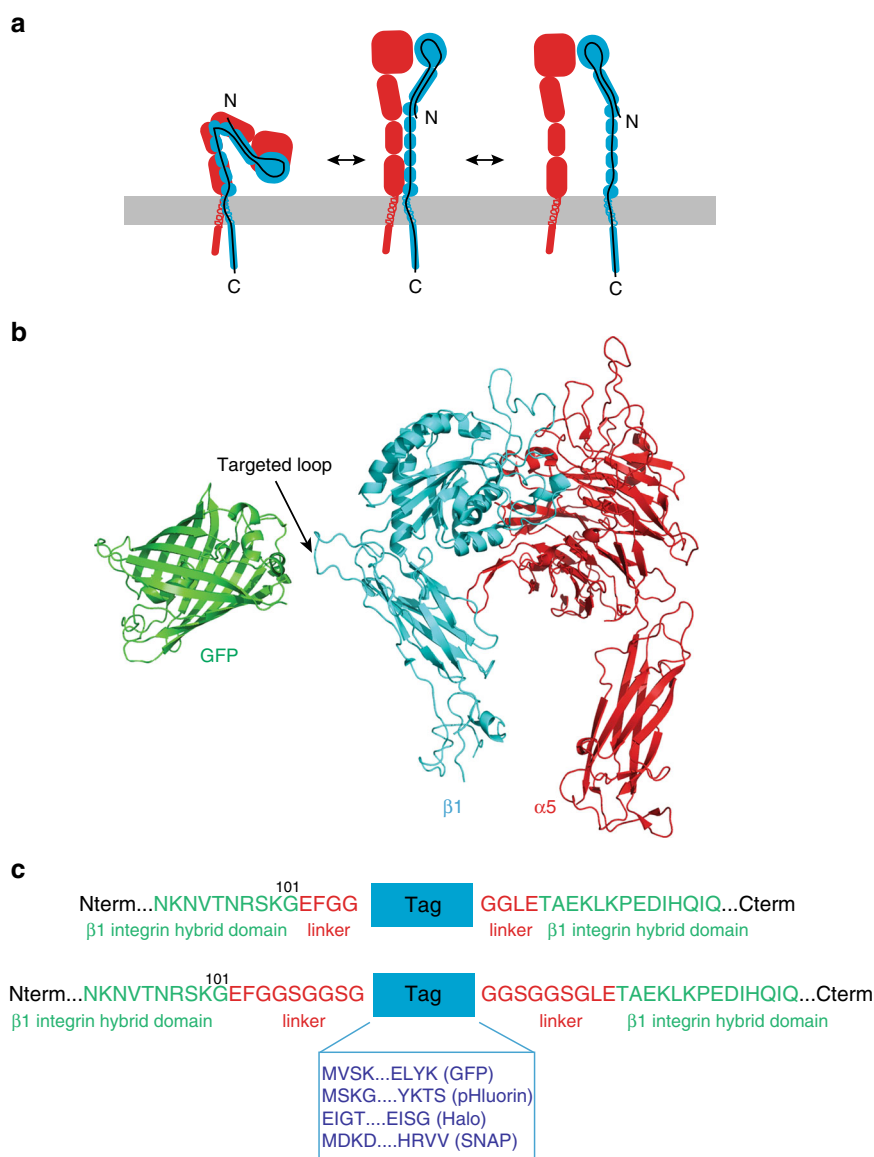 a
N
N
N
C
C
C
b
Targeted loop
GFP
β1
α5
c
101
Nterm...NKNVTNRSKGEFGG Tag GGLETAEKLKPEDIHQIQ...Cterm
β1 integrin hybrid domain linker linker β1 integrin hybrid domain
101
Nterm...NKNVTNRSKGEFGGSGGSG Tag GGSGGSGLETAEKLKPEDIHQIQ...Cterm
β1 integrin hybrid domain linker linker β1 integrin hybrid domain
MVSK...ELYK (GFP)
MSKG....YKTS (pHluorin)
EIGT....EISG (Halo)
MDKD....HRVV (SNAP)